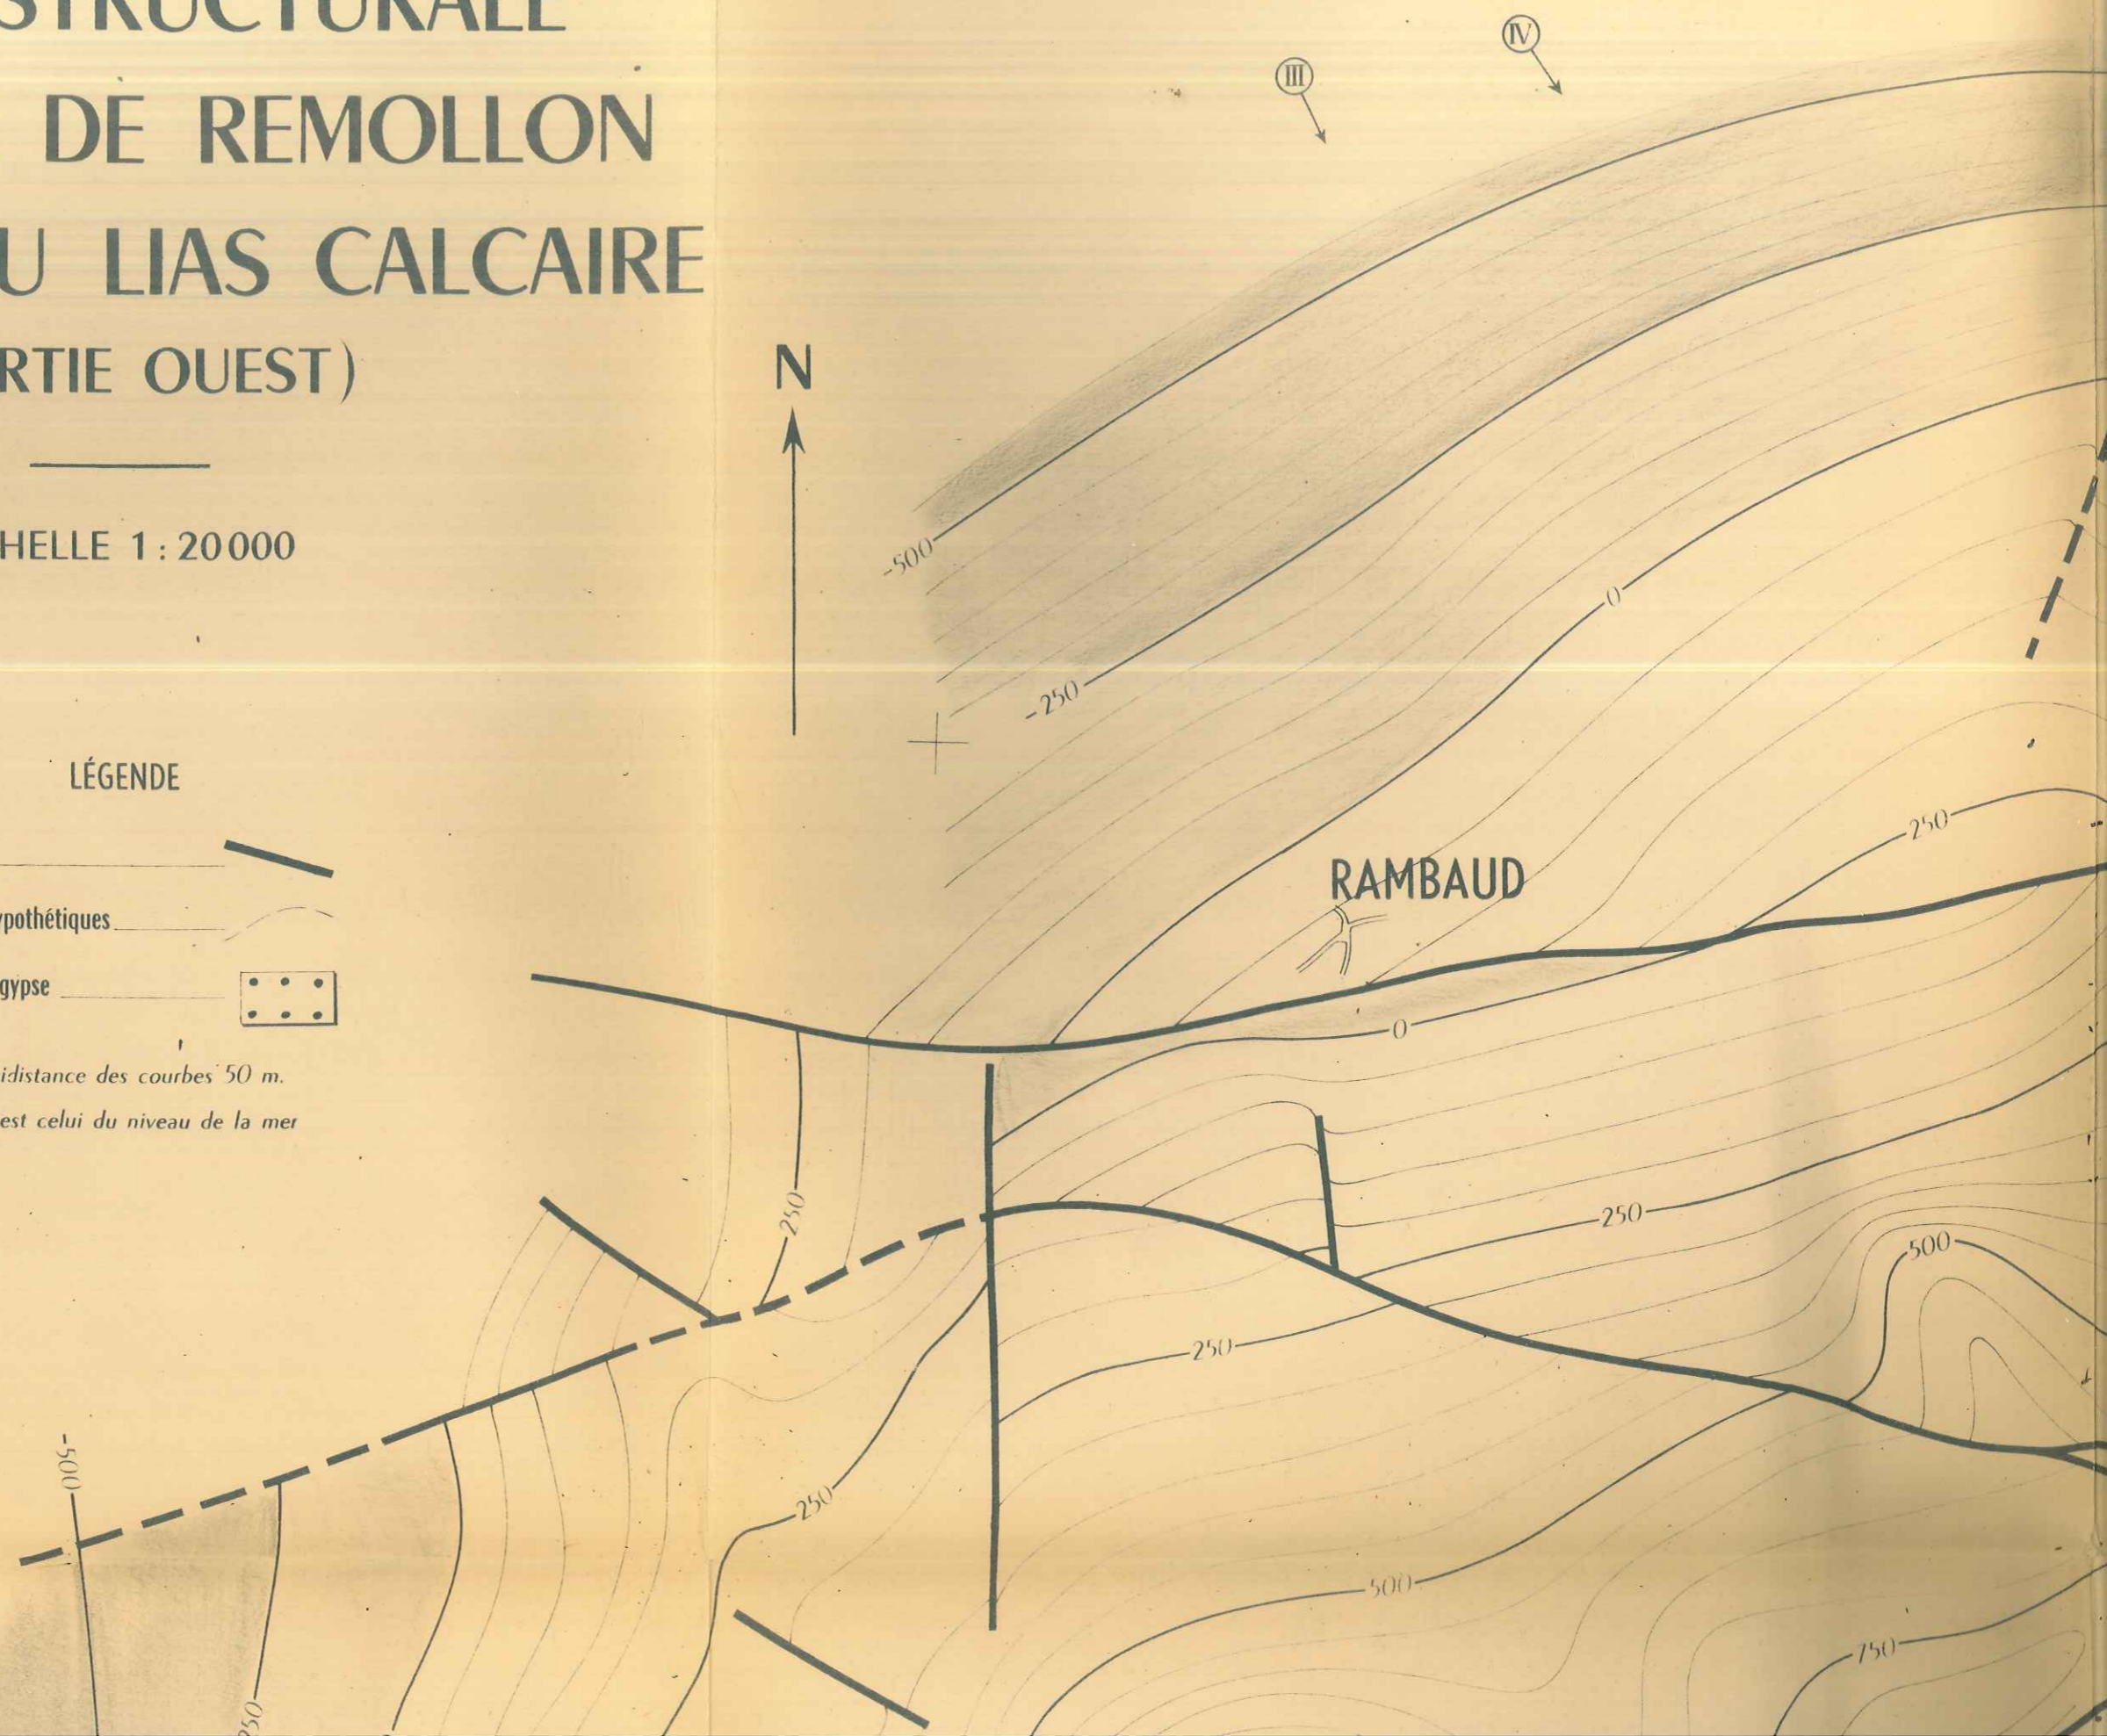 STRUCTURALE
DE REMOLLON
U LIAS CALCAIRE
RTIE OUEST)
HELLE 1 : 20000
N
III
IV
LÉGENDE
ypothétiques
gypse
idistance des courbes 50 m.
est celui du niveau de la mer
-500
-250
0
250
RAMBAUD
0
250
250
500
250
250
500
750
-500
250